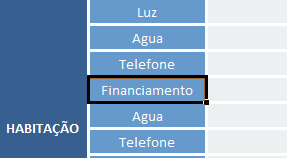 Luz
Agua
Telefone
Financiamento
Agua
HABITAÇÃO
Telefone